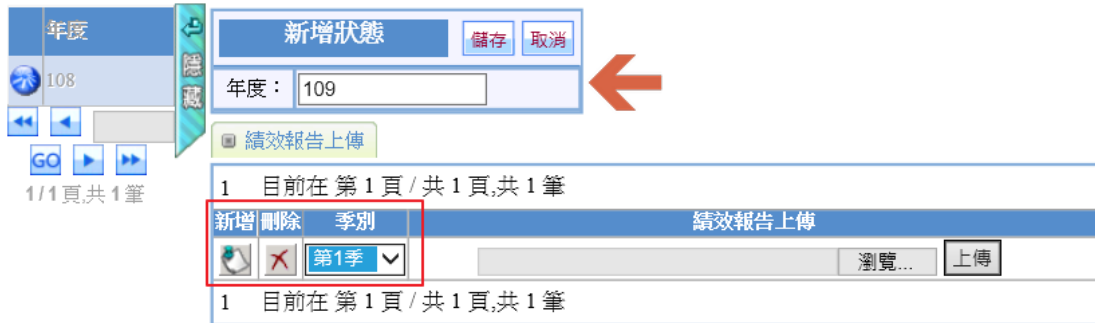 年度
108
GO
1/1頁,共1筆
隱藏
新增狀態 儲存 取消
年度： 109
績效報告上傳
1 目前在 第 1 頁 / 共 1 頁,共 1 筆
新增 刪除 季別 績效報告上傳
第1季 瀏覽... 上傳
1 目前在 第 1 頁 / 共 1 頁,共 1 筆